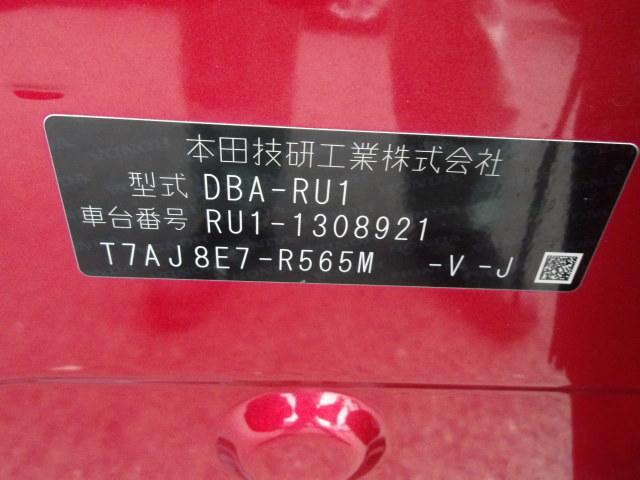 本田技研工業株式会社
型式 DBA-RU1
車台番号 RU1-1308921
T7AJ8E7-R565M -V -J